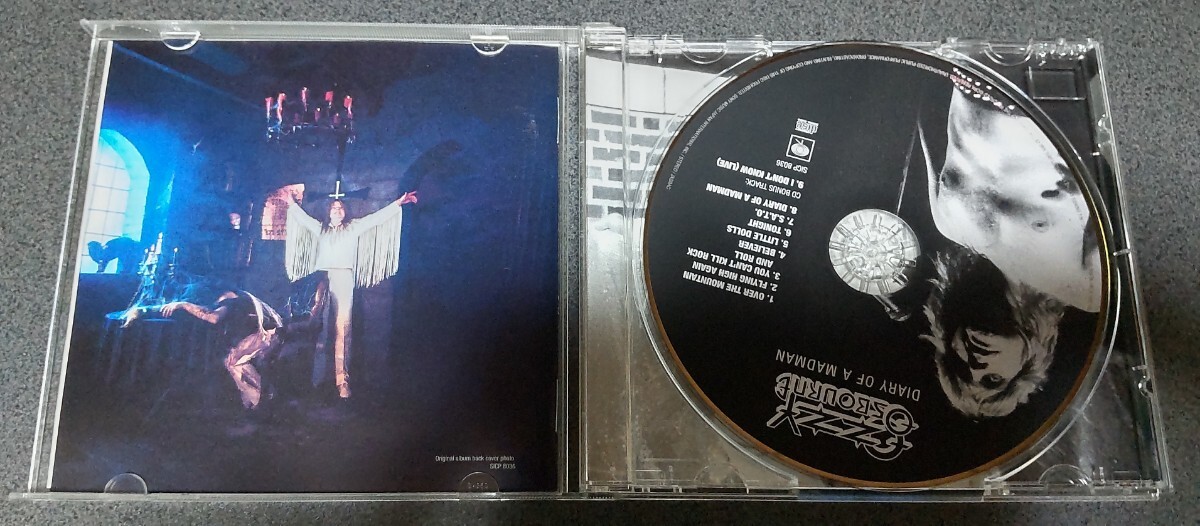 Original album back cover photo
SICP 8036
OZZY
OSBOURNE
DIARY OF A MADMAN
1. OVER THE MOUNTAIN
2. FLYING HIGH AGAIN
3. YOU CAN'T KILL ROCK
AND ROLL
4. BELIEVER
5. LITTLE DOLLS
6. TONIGHT
7. S.A.T.O.
8. DIARY OF A MADMAN
CD BONUS TRACK:
9. I DON'T KNOW (LIVE)
SICP 8036